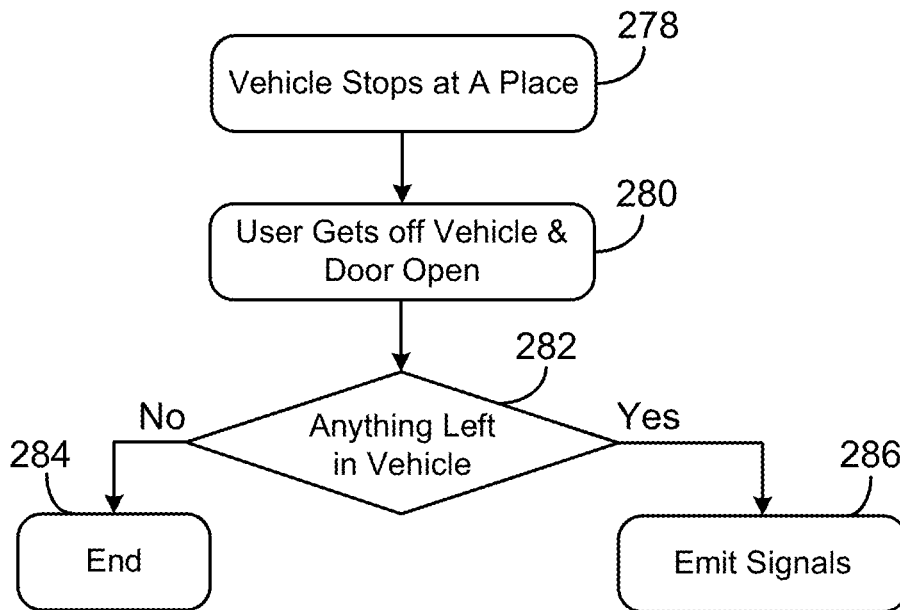 278
Vehicle Stops at A Place
280
User Gets off Vehicle &
Door Open
282
No
Yes
Anything Left
in Vehicle
284
286
End
Emit Signals